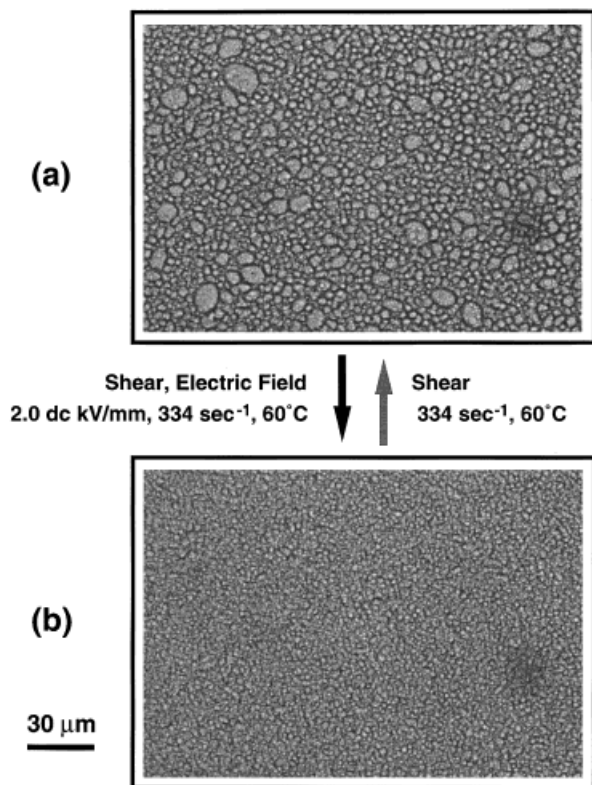 (a)
Shear, Electric Field
2.0 dc kV/mm, 334 sec-1, 60°C
Shear
334 sec-1, 60°C
(b)
30 μm